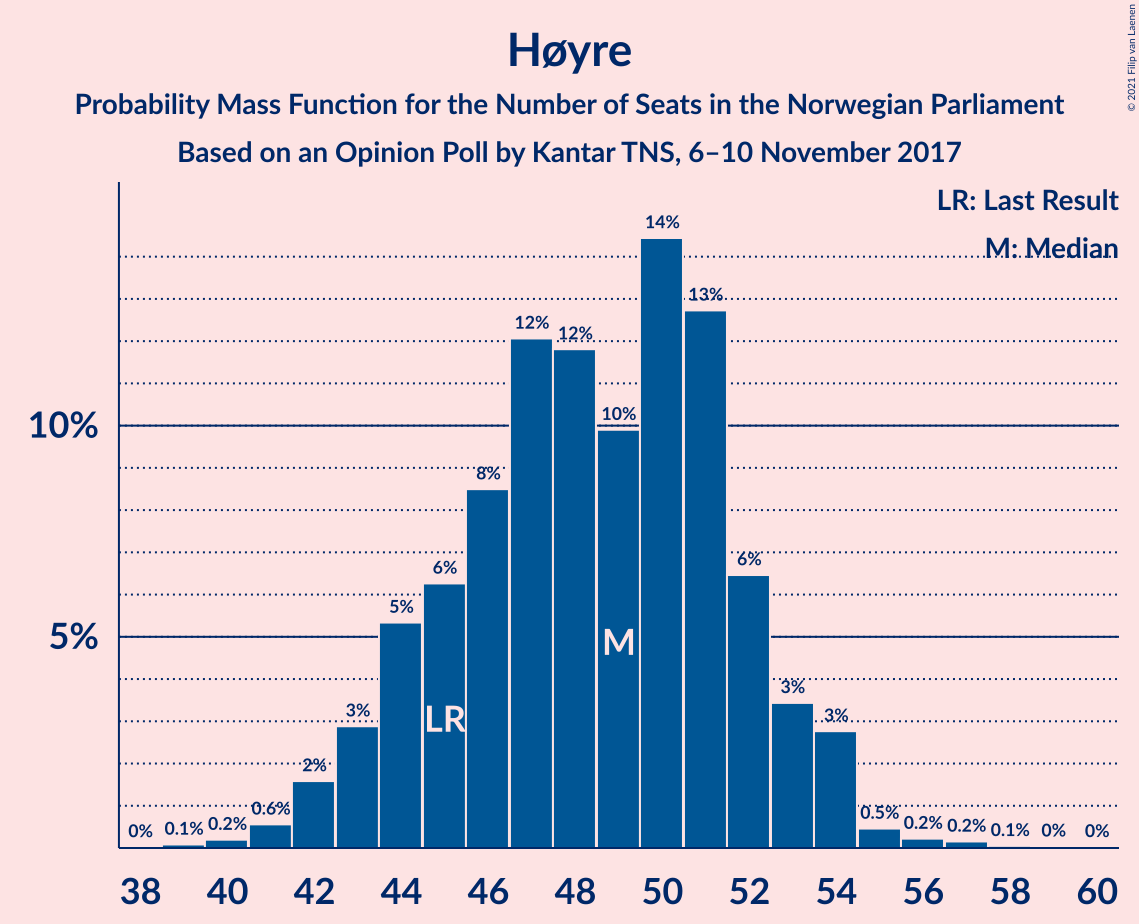 © 2021 Filip van Laenen
Høyre
Probability Mass Function for the Number of Seats in the Norwegian Parliament
Based on an Opinion Poll by Kantar TNS, 6–10 November 2017
LR: Last Result
M: Median
10%
5%
0% 0.1% 0.2% 0.6% 2% 3% 5% 6% 8% 12% 12% 10% 14% 13% 6% 3% 3% 0.5% 0.2% 0.2% 0.1% 0% 0%
LR
M
38 40 42 44 46 48 50 52 54 56 58 60